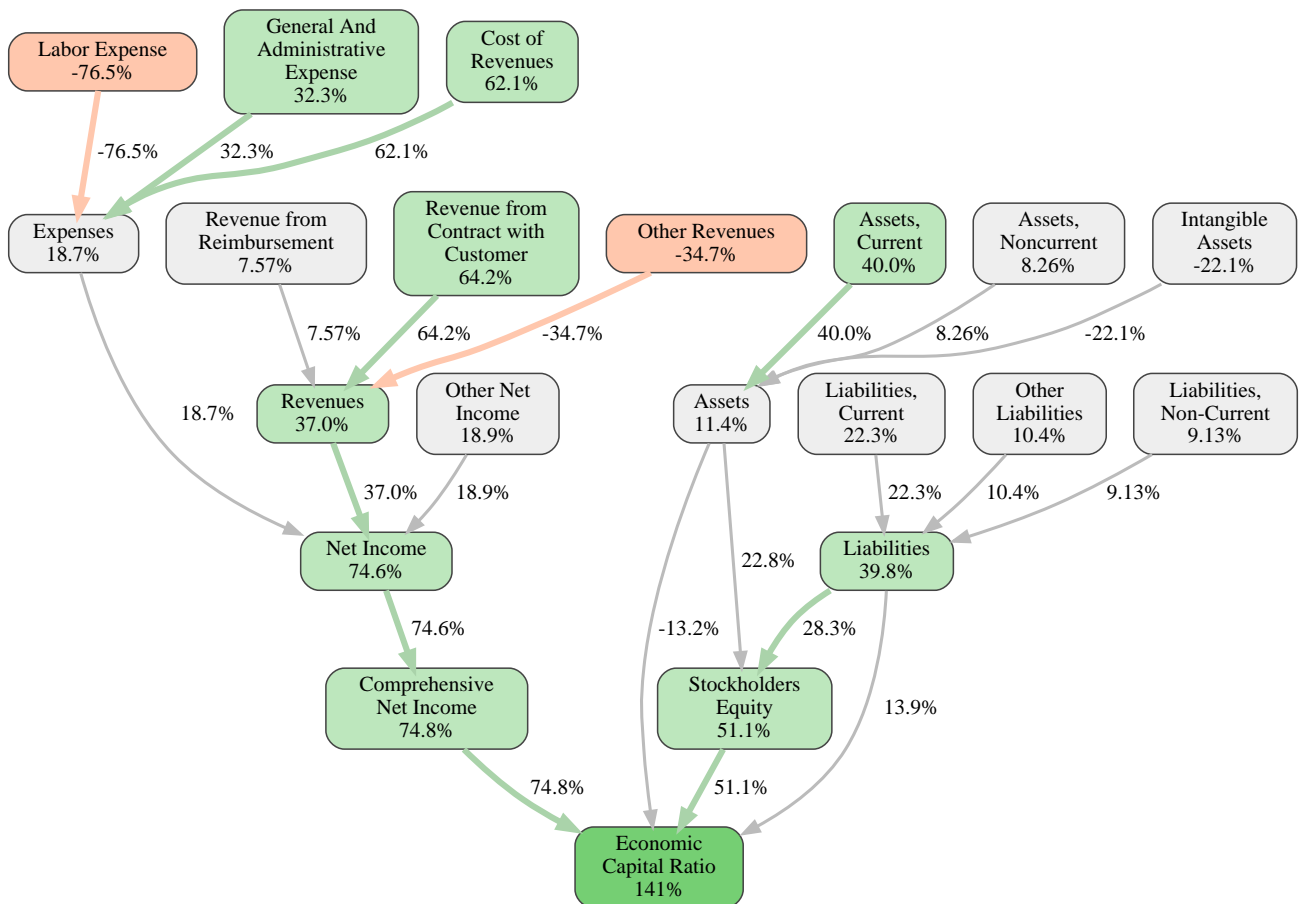 General And
Administrative
Expense
32.3%
Cost of
Revenues
62.1%
Labor Expense
-76.5%
-76.5%
32.3%
62.1%
Expenses
18.7%
Revenue from
Reimbursement
7.57%
Revenue from
Contract with
Customer
64.2%
Other Revenues
-34.7%
Assets,
Current
40.0%
Assets,
Noncurrent
8.26%
Intangible
Assets
-22.1%
7.57%
64.2%
-34.7%
40.0%
8.26%
-22.1%
18.7%
Revenues
37.0%
Other Net
Income
18.9%
Assets
11.4%
Liabilities,
Current
22.3%
Other
Liabilities
10.4%
Liabilities,
Non-Current
9.13%
37.0%
18.9%
22.3%
10.4%
9.13%
Net Income
74.6%
22.8%
Liabilities
39.8%
74.6%
-13.2%
28.3%
Comprehensive
Net Income
74.8%
Stockholders
Equity
51.1%
13.9%
74.8%
51.1%
Economic
Capital Ratio
141%